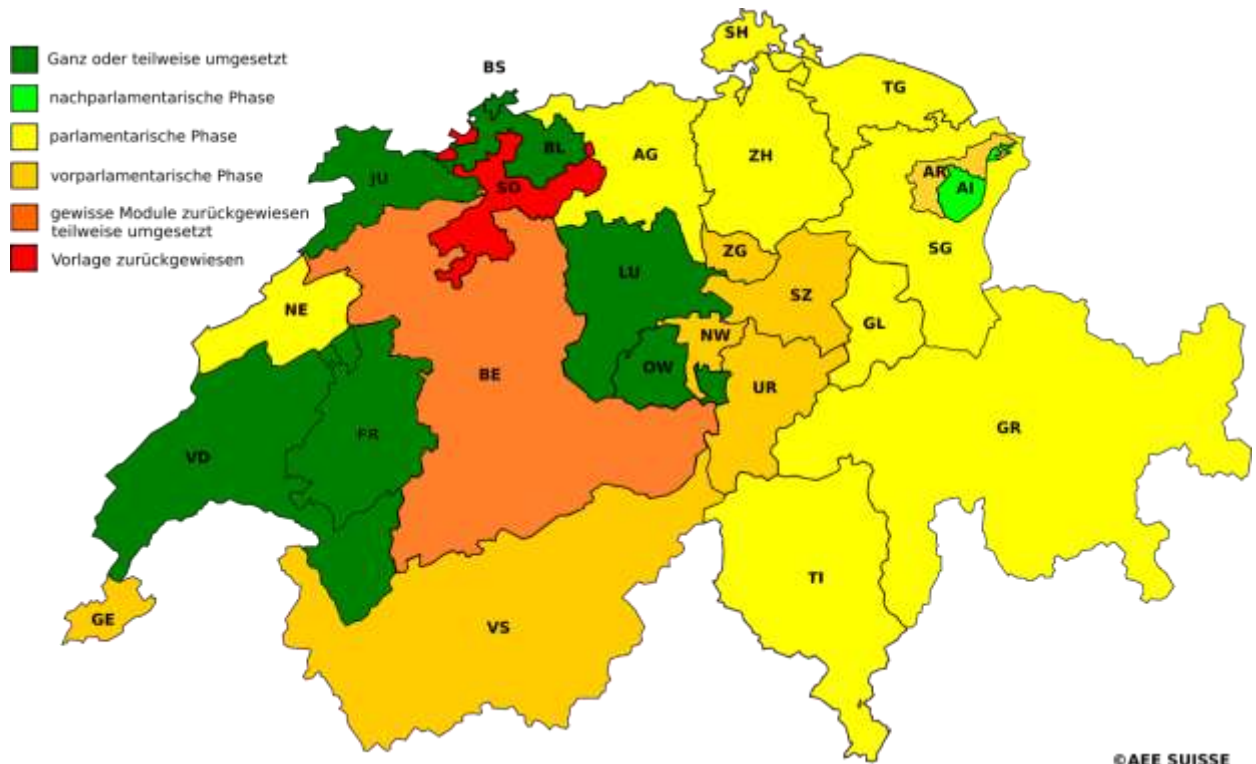 Ganz oder teilweise umgesetzt
nachparlamentarische Phase
parlamentarische Phase
vorparlamentarische Phase
gewisse Module zurückgewiesen
teilweise umgesetzt
Vorlage zurückgewiesen
SH
BS
TG
BL
AG
ZH
JU
SO
AR
AI
ZG
SG
LU
SZ
NE
GL
NW
OW
BE
UR
GR
FR
VD
TI
GE
VS
©AEE SUISSE